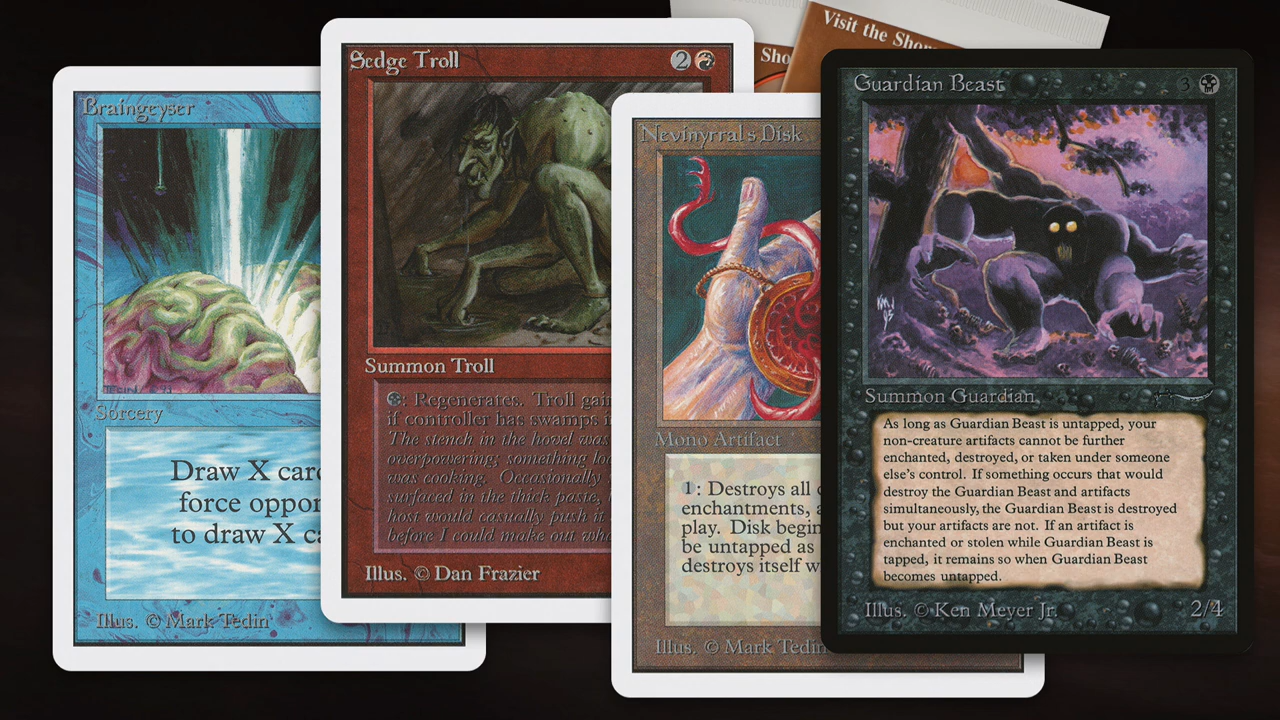 Braingeyser
Sorcery
Draw X car
force oppon
to draw X ca
Illus. © Mark Tedin
Sedge Troll
2
Summon Troll
: Regenerates. Troll gain
if controller has swamps i
The stench in the hovel was
overpowering; something loa
was cooking. Occasionally s
surfaced in the thick paste,
host would casually push it
before I could make out wha
Illus. © Dan Frazier
Visit the Shor
Sho
Nevinyrral's Disk
Mono Artifact
1: Destroys all c
enchantments, a
play. Disk begin
be untapped as
destroys itself w
Illus. © Mark Tedin
Guardian Beast
3
Summon Guardian
As long as Guardian Beast is untapped, your
non-creature artifacts cannot be further
enchanted, destroyed, or taken under someone
else's control. If something occurs that would
destroy the Guardian Beast and artifacts
simultaneously, the Guardian Beast is destroyed
but your artifacts are not. If an artifact is
enchanted or stolen while Guardian Beast is
tapped, it remains so when Guardian Beast
becomes untapped.
Illus. © Ken Meyer Jr.
2/4